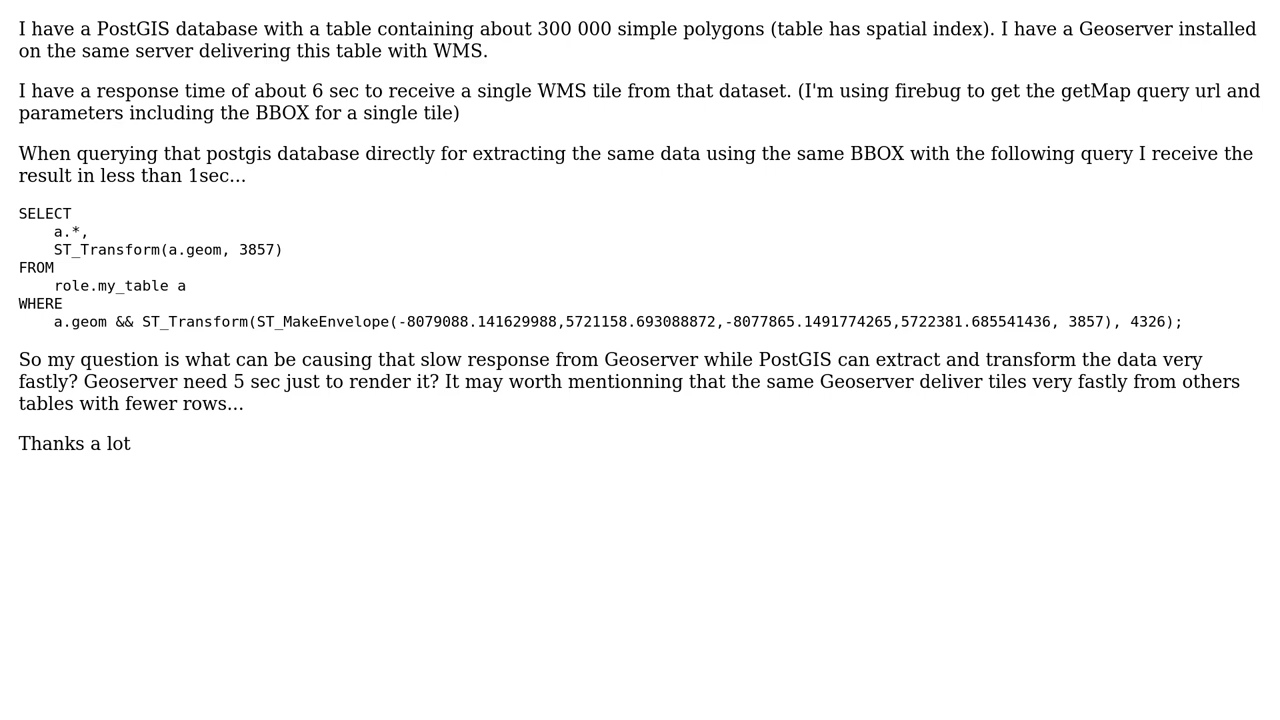 I have a PostGIS database with a table containing about 300 000 simple polygons (table has spatial index). I have a Geoserver installed
on the same server delivering this table with WMS.
I have a response time of about 6 sec to receive a single WMS tile from that dataset. (I'm using firebug to get the getMap query url and
parameters including the BBOX for a single tile)
When querying that postgis database directly for extracting the same data using the same BBOX with the following query I receive the
result in less than 1sec...
SELECT
    a.*,
    ST_Transform(a.geom, 3857)
FROM
    role.my_table a
WHERE
    a.geom && ST_Transform(ST_MakeEnvelope(-8079088.141629988,5721158.693088872,-8077865.1491774265,5722381.685541436, 3857), 4326);
So my question is what can be causing that slow response from Geoserver while PostGIS can extract and transform the data very
fastly? Geoserver need 5 sec just to render it? It may worth mentionning that the same Geoserver deliver tiles very fastly from others
tables with fewer rows...
Thanks a lot